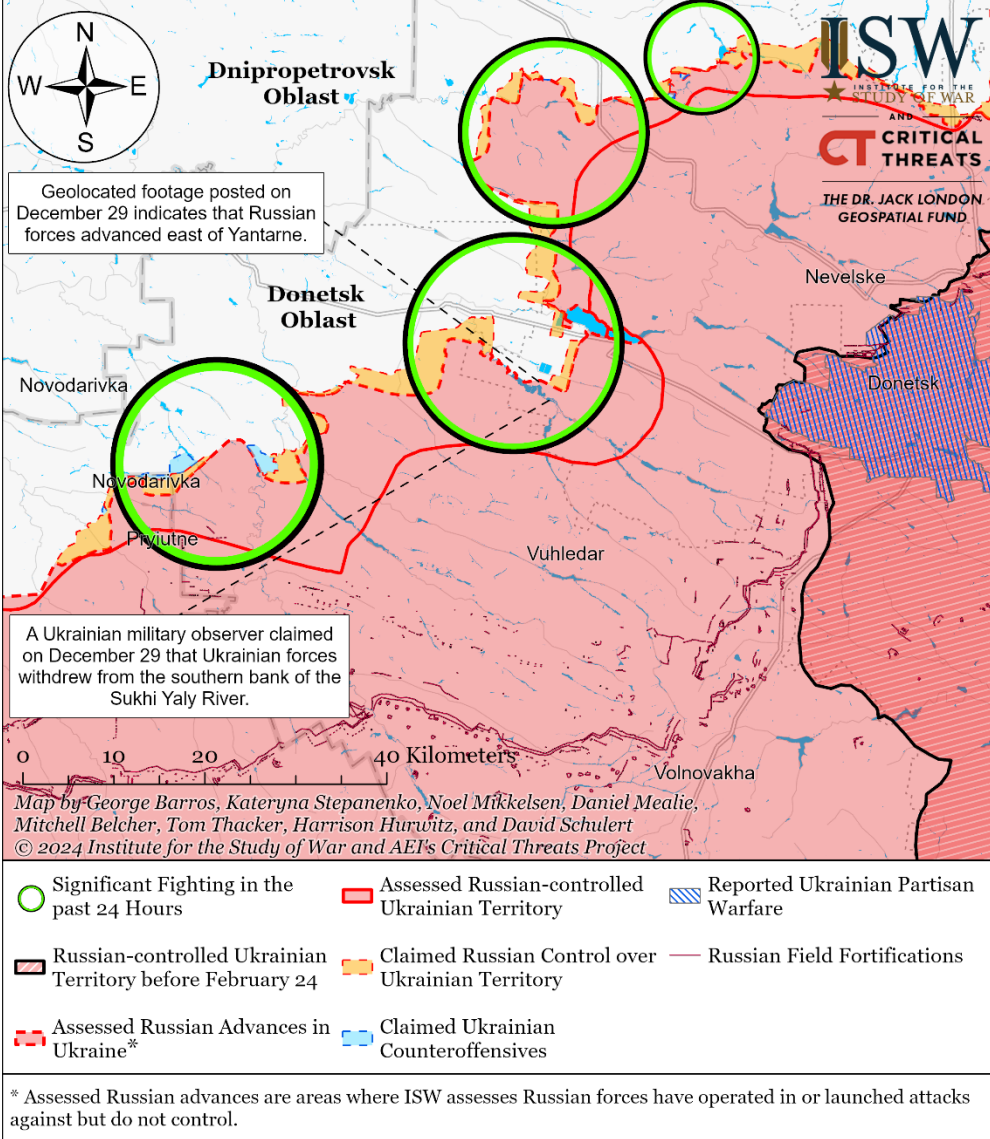 N
W
E
S
Dnipropetrovsk
Oblast
ISW
INSTITUTE FOR THE
STUDY OF WAR
AND
CT CRITICAL
THREATS
THE DR. JACK LONDON
GEOSPATIAL FUND
Geolocated footage posted on
December 29 indicates that Russian
forces advanced east of Yantarne.
Nevelske
Donetsk
Oblast
Novodarivka
Donetsk
Novodarivka
Pryiutne
Vuhledar
A Ukrainian military observer claimed
on December 29 that Ukrainian forces
withdrew from the southern bank of the
Sukhi Yaly River.
0 10 20 40 Kilometers
Volnovakha
Map by George Barros, Kateryna Stepanenko, Noel Mikkelsen, Daniel Mealie,
Mitchell Belcher, Tom Thacker, Harrison Hurwitz, and David Schulert
© 2024 Institute for the Study of War and AEI's Critical Threats Project
Significant Fighting in the
past 24 Hours
Russian-controlled Ukrainian
Territory before February 24
Assessed Russian Advances in
Ukraine*
Assessed Russian-controlled
Ukrainian Territory
Claimed Russian Control over
Ukrainian Territory
Claimed Ukrainian
Counteroffensives
Reported Ukrainian Partisan
Warfare
Russian Field Fortifications
* Assessed Russian advances are areas where ISW assesses Russian forces have operated in or launched attacks
against but do not control.